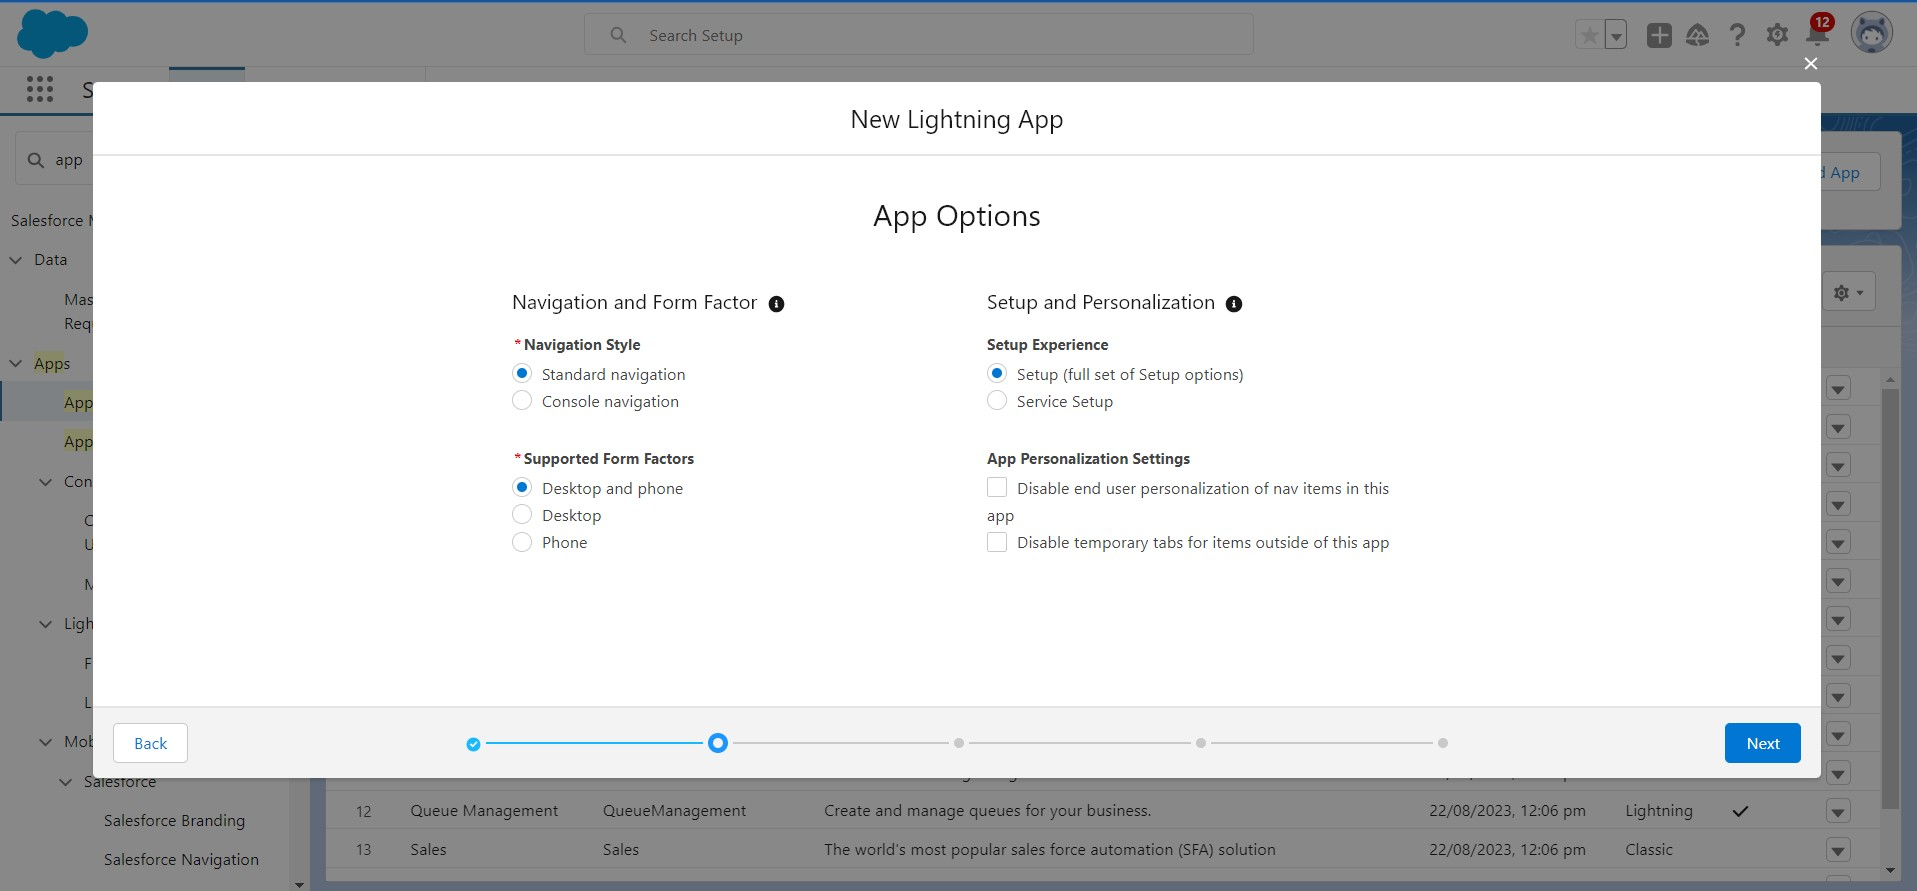 Search Setup
12
S
New Lightning App
app
d App
App Options
Salesforce
Data
Mas
Requ
Navigation and Form Factor
Setup and Personalization
*Navigation Style
Standard navigation
Console navigation
Setup Experience
Setup (full set of Setup options)
Service Setup
Apps
App
App
*Supported Form Factors
Desktop and phone
Desktop
Phone
App Personalization Settings
Disable end user personalization of nav items in this
app
Disable temporary tabs for items outside of this app
Con
C
U
M
Ligh
F
L
Mob
Back
Next
Salesforce
Salesforce Branding
Salesforce Navigation
12 Queue Management QueueManagement Create and manage queues for your business. 22/08/2023, 12:06 pm Lightning
13 Sales Sales The world's most popular sales force automation (SFA) solution 22/08/2023, 12:06 pm Classic